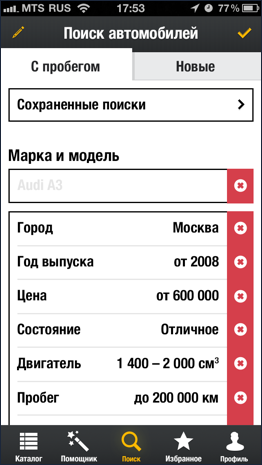 MTS RUS 17:53 77 %
Поиск автомобилей
С пробегом Новые
Сохраненные поиски
Марка и модель
Audi A3
Город Москва
Год выпуска от 2008
Цена от 600 000
Состояние Отличное
Двигатель 1 400 – 2 000 см³
Пробег до 200 000 км
Каталог Помощник Поиск Избранное Профиль